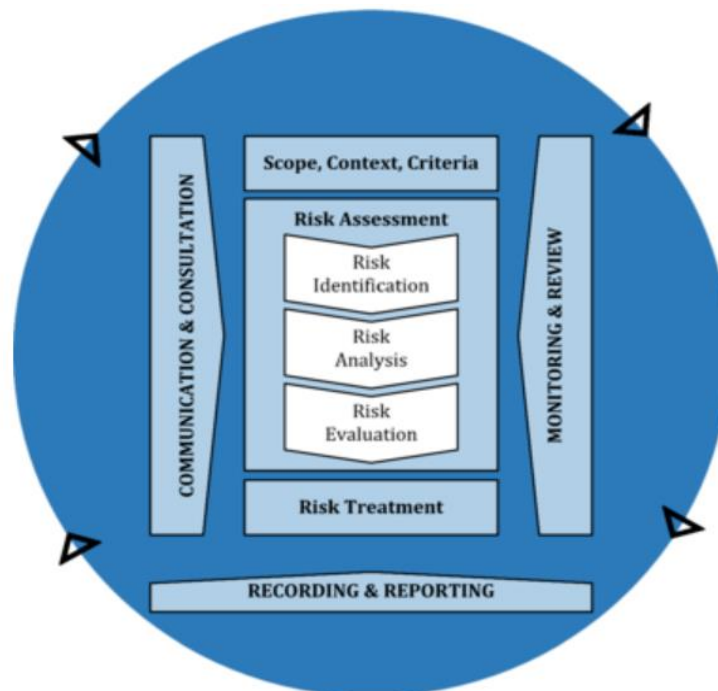 Scope, Context, Criteria
Risk Assessment
Risk
Identification
Risk
Analysis
Risk
Evaluation
Risk Treatment
COMMUNICATION & CONSULTATION
MONITORING & REVIEW
RECORDING & REPORTING